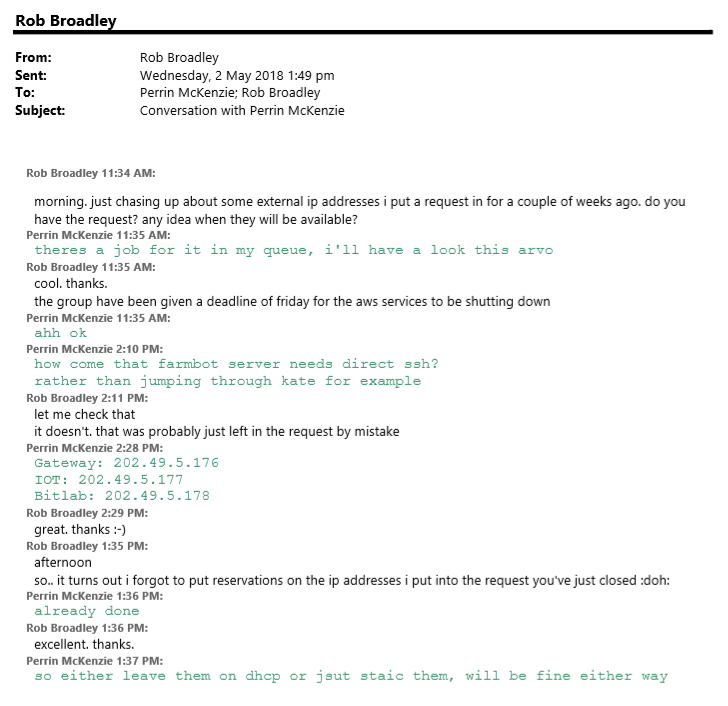 Rob Broadley
From: Rob Broadley
Sent: Wednesday, 2 May 2018 1:49 pm
To: Perrin McKenzie; Rob Broadley
Subject: Conversation with Perrin McKenzie
Rob Broadley 11:34 AM:
morning. just chasing up about some external ip addresses i put a request in for a couple of weeks ago. do you
have the request? any idea when they will be available?
Perrin McKenzie 11:35 AM:
theres a job for it in my queue, i'll have a look this arvo
Rob Broadley 11:35 AM:
cool. thanks.
the group have been given a deadline of friday for the aws services to be shutting down
Perrin McKenzie 11:35 AM:
ahh ok
Perrin McKenzie 2:10 PM:
how come that farmbot server needs direct ssh?
rather than jumping through kate for example
Rob Broadley 2:11 PM:
let me check that
it doesn't. that was probably just left in the request by mistake
Perrin McKenzie 2:28 PM:
Gateway: 202.49.5.176
IOT: 202.49.5.177
Bitlab: 202.49.5.178
Rob Broadley 2:29 PM:
great. thanks :-)
Rob Broadley 1:35 PM:
afternoon
so.. it turns out i forgot to put reservations on the ip addresses i put into the request you've just closed :doh:
Perrin McKenzie 1:36 PM:
already done
Rob Broadley 1:36 PM:
excellent. thanks.
Perrin McKenzie 1:37 PM:
so either leave them on dhcp or jsut staic them, will be fine either way